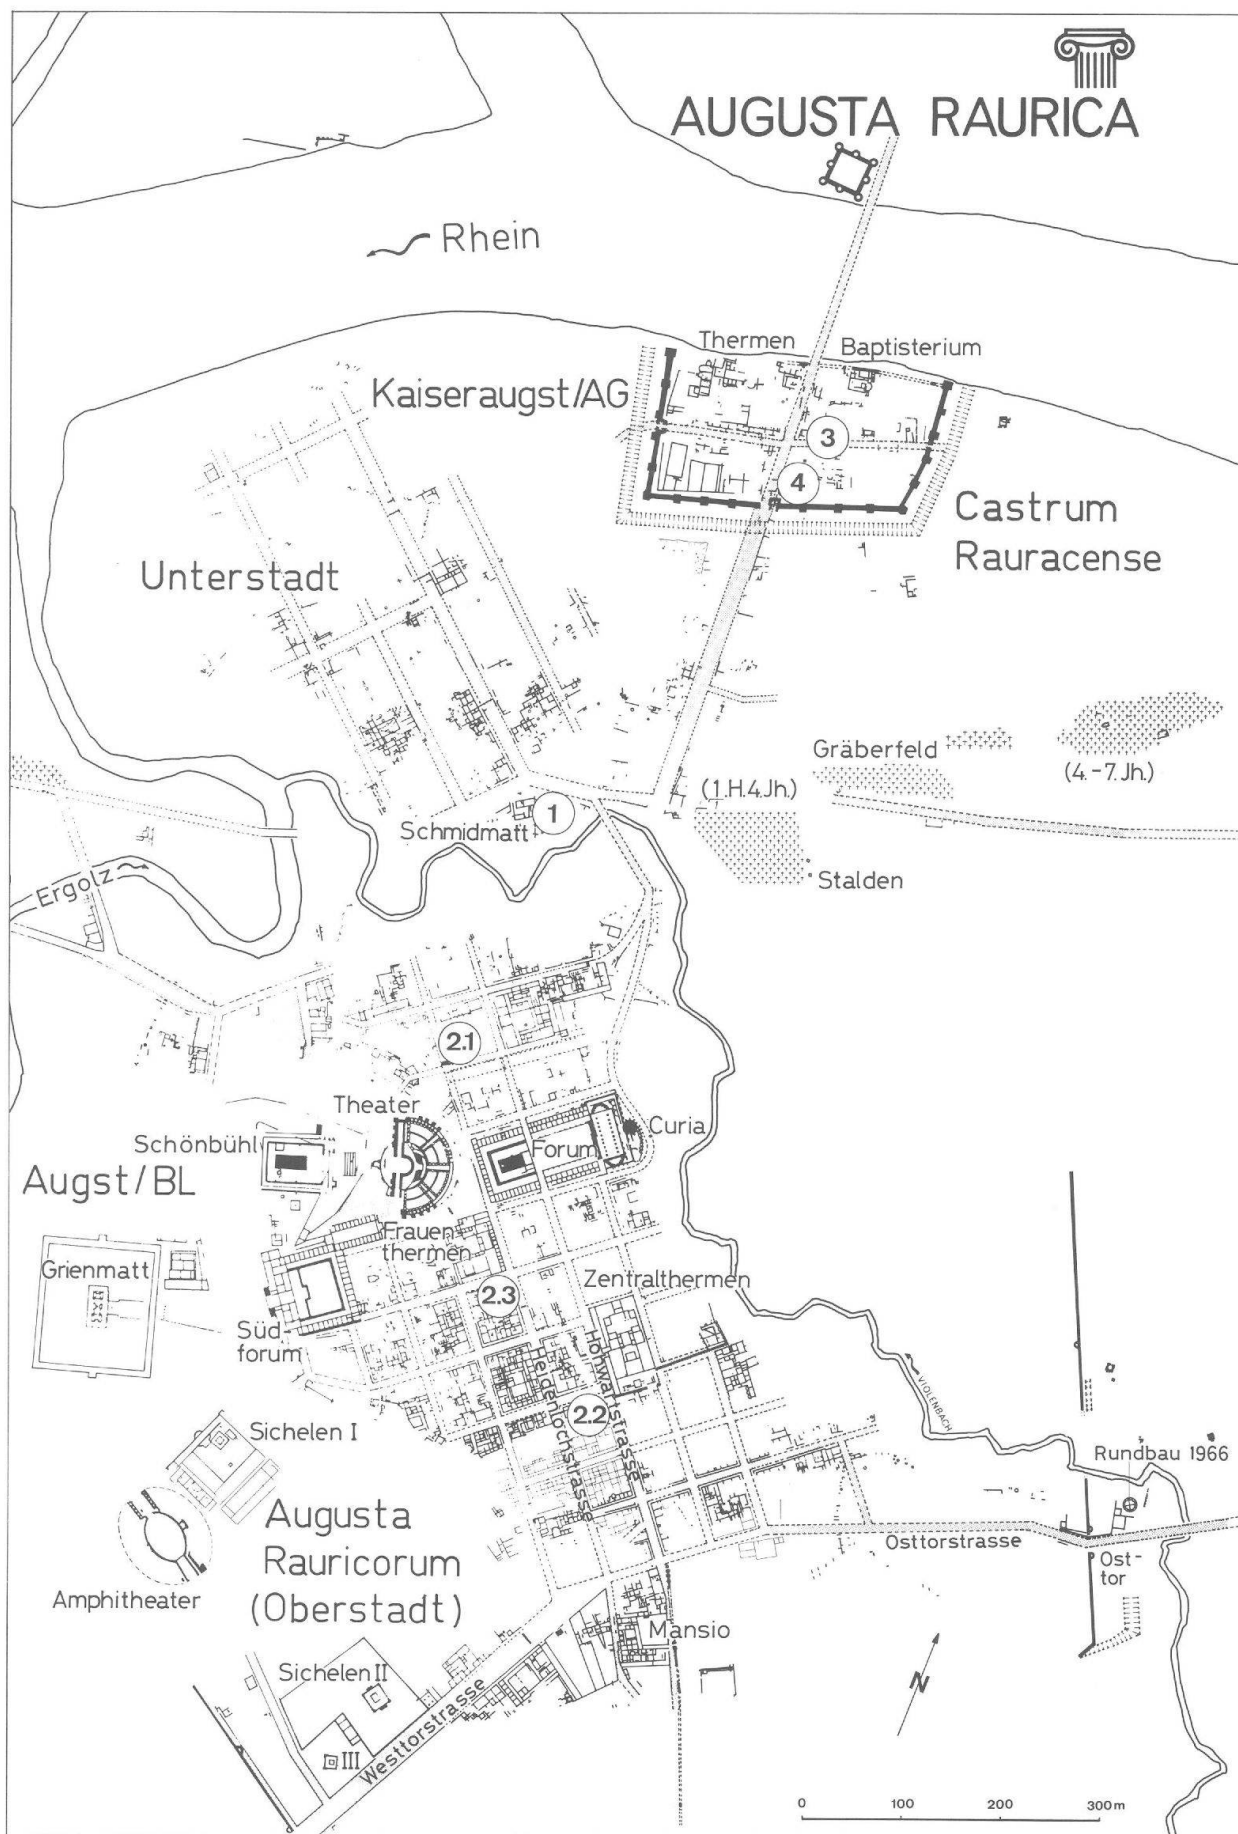 AUGUSTA RAURICA
Rhein
Thermen
Baptisterium
Kaiseraugst/AG
3
4
Castrum
Rauracense
Unterstadt
Gräberfeld
(4.-7.Jh.)
(1.H.4.Jh.)
1
Schmidmatt
Stalden
Ergolz
2.1
Theater
Curia
Schönbühl
Forum
Augst/BL
Frauen-
thermen
Grienmatt
Zentralthermen
2.3
Süd
forum
Heidenlochstrasse
Hohwartstrasse
2.2
VIOLENBACH
Sichelen I
Rundbau 1966
Augusta
Rauricorum
(Oberstadt)
Osttorstrasse
Ost-
tor
Amphitheater
Mansio
Sichelen II
N
III
Westtorstrasse
0 100 200 300m